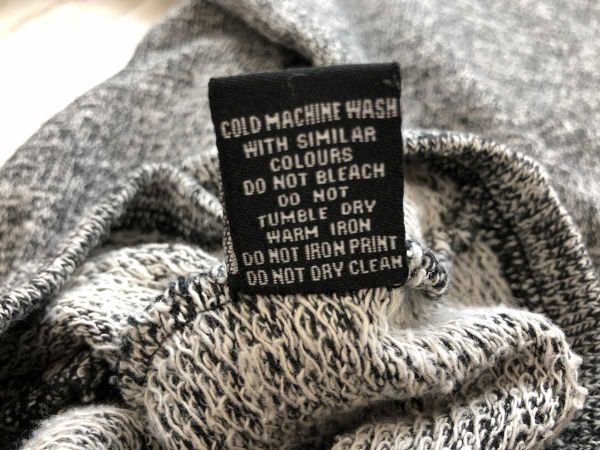 COLD MACHINE WASH
WITH SIMILAR
COLOURS
DO NOT BLEACH
DO NOT
TUMBLE DRY
WARM IRON
DO NOT IRON PRINT
DO NOT DRY CLEAN